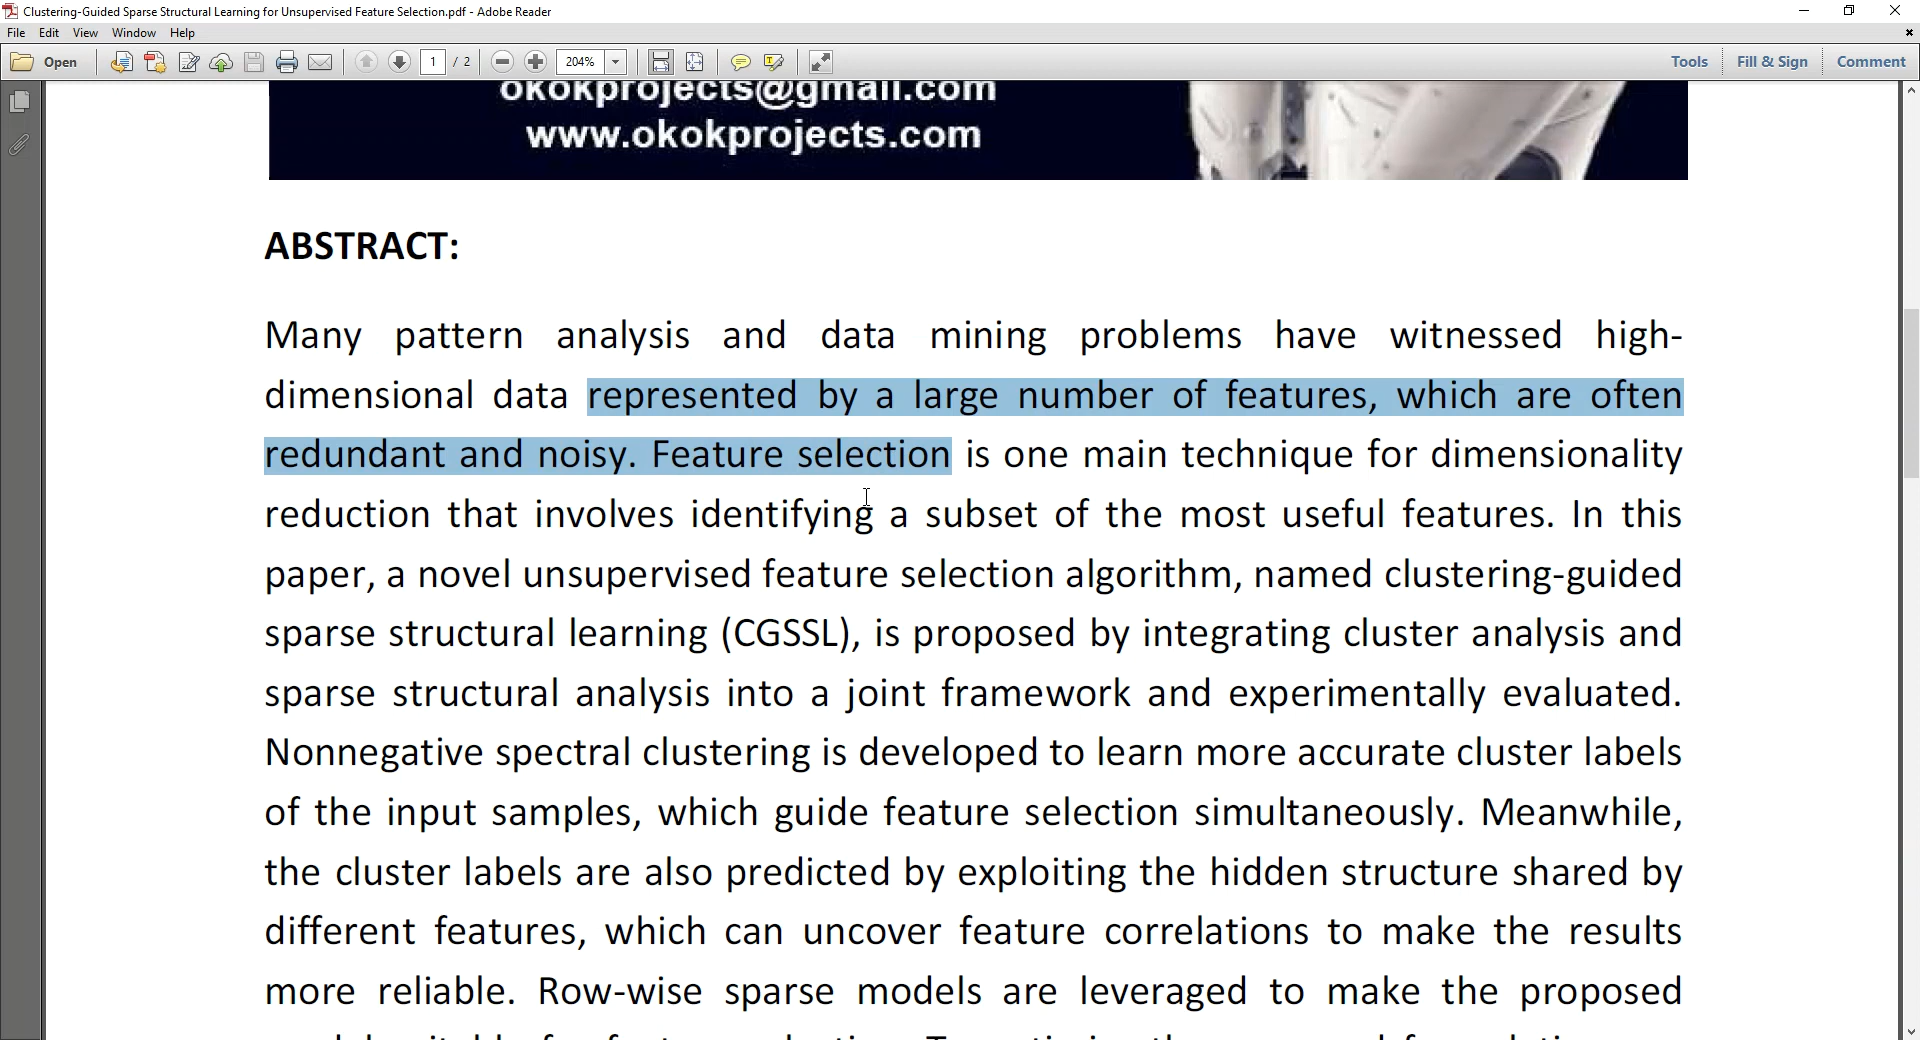 Clustering-Guided Sparse Structural Learning for Unsupervised Feature Selection.pdf - Adobe Reader
File Edit View Window Help
Open 1 / 2 204% Tools Fill & Sign Comment
okokprojects@gmail.com
www.okokprojects.com
ABSTRACT:
Many pattern analysis and data mining problems have witnessed high-
dimensional data represented by a large number of features, which are often
redundant and noisy. Feature selection is one main technique for dimensionality
reduction that involves identifying a subset of the most useful features. In this
paper, a novel unsupervised feature selection algorithm, named clustering-guided
sparse structural learning (CGSSL), is proposed by integrating cluster analysis and
sparse structural analysis into a joint framework and experimentally evaluated.
Nonnegative spectral clustering is developed to learn more accurate cluster labels
of the input samples, which guide feature selection simultaneously. Meanwhile,
the cluster labels are also predicted by exploiting the hidden structure shared by
different features, which can uncover feature correlations to make the results
more reliable. Row-wise sparse models are leveraged to make the proposed